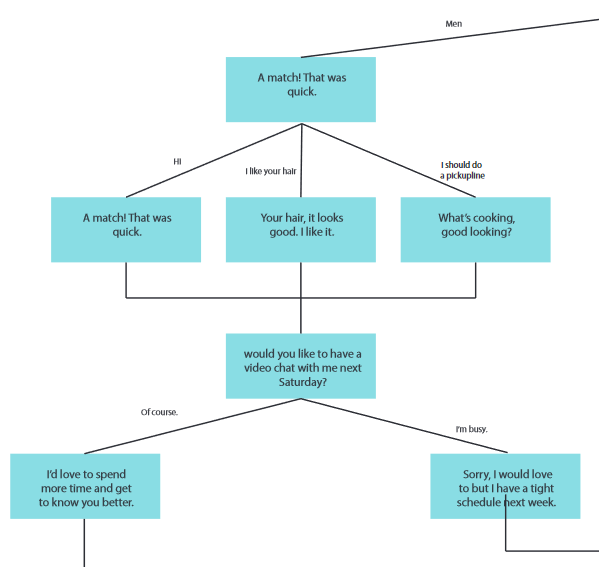 Men
A match! That was
quick.
HI
I like your hair
I should do
a pickupline
A match! That was
quick.
Your hair, it looks
good. I like it.
What's cooking,
good looking?
would you like to have a
video chat with me next
Saturday?
Of course.
I'm busy.
I'd love to spend
more time and get
to know you better.
Sorry, I would love
to but I have a tight
schedule next week.